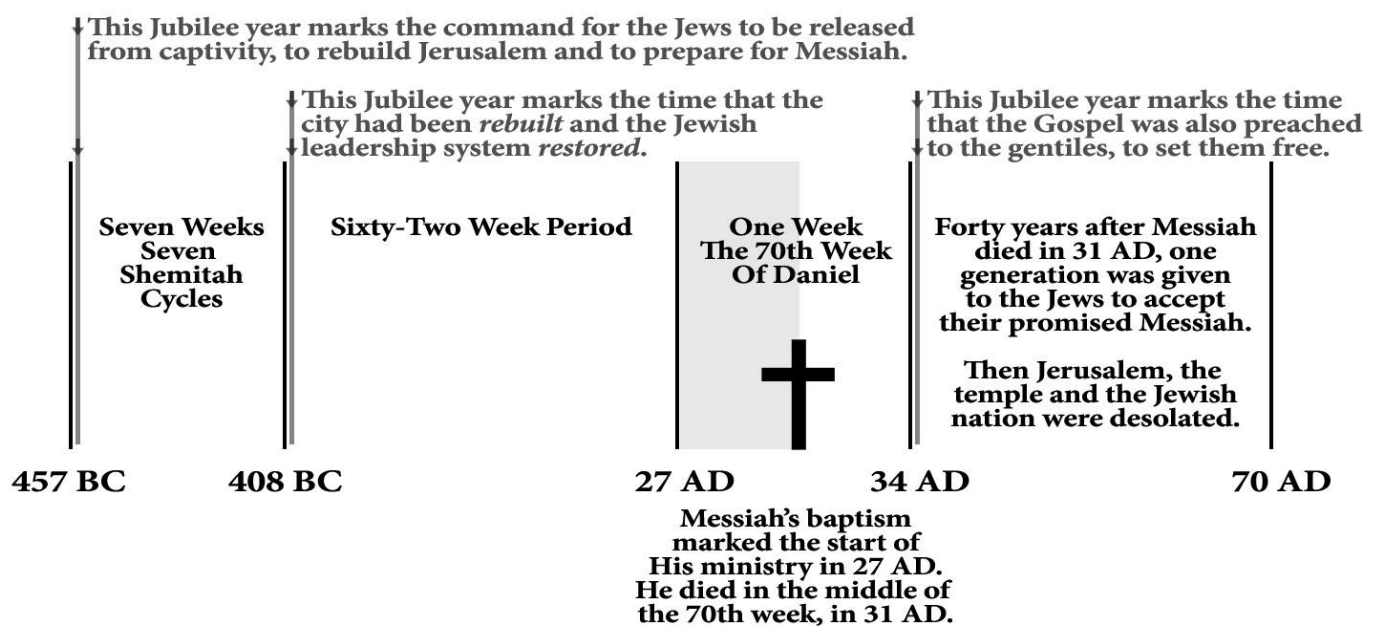 This Jubilee year marks the command for the Jews to be released
from captivity, to rebuild Jerusalem and to prepare for Messiah.
This Jubilee year marks the time that the
city had been rebuilt and the Jewish
leadership system restored.
This Jubilee year marks the time
that the Gospel was also preached
to the gentiles, to set them free.
Seven Weeks
Seven
Shemitah
Cycles
Sixty-Two Week Period
One Week
The 70th Week
Of Daniel
Forty years after Messiah
died in 31 AD, one
generation was given
to the Jews to accept
their promised Messiah.
Then Jerusalem, the
temple and the Jewish
nation were desolated.
457 BC
408 BC
27 AD
34 AD
70 AD
Messiah’s baptism
marked the start of
His ministry in 27 AD.
He died in the middle of
the 70th week, in 31 AD.